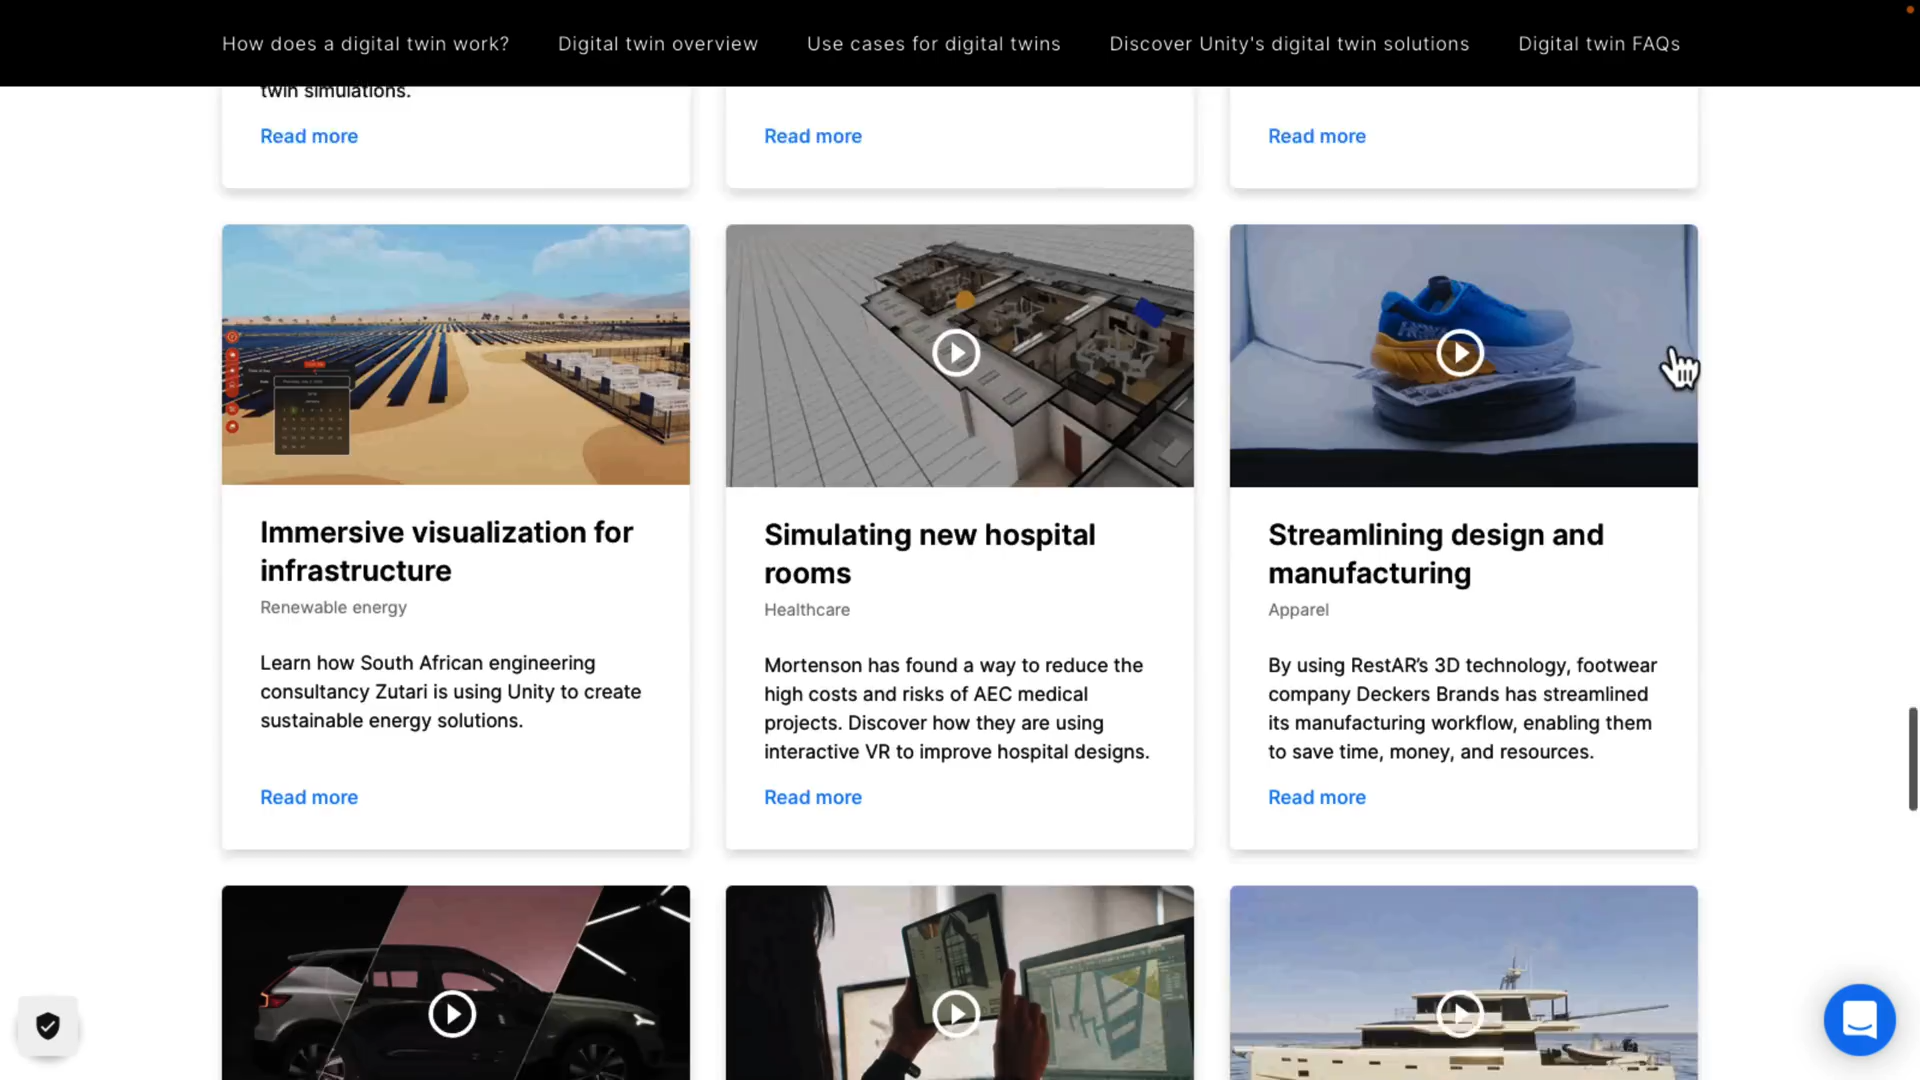 How does a digital twin work? Digital twin overview Use cases for digital twins Discover Unity's digital twin solutions Digital twin FAQs
twin simulations.
Read more
Read more
Read more
Immersive visualization for
infrastructure
Renewable energy
Learn how South African engineering
consultancy Zutari is using Unity to create
sustainable energy solutions.
Read more
Simulating new hospital
rooms
Healthcare
Mortenson has found a way to reduce the
high costs and risks of AEC medical
projects. Discover how they are using
interactive VR to improve hospital designs.
Read more
Streamlining design and
manufacturing
Apparel
By using RestAR's 3D technology, footwear
company Deckers Brands has streamlined
its manufacturing workflow, enabling them
to save time, money, and resources.
Read more